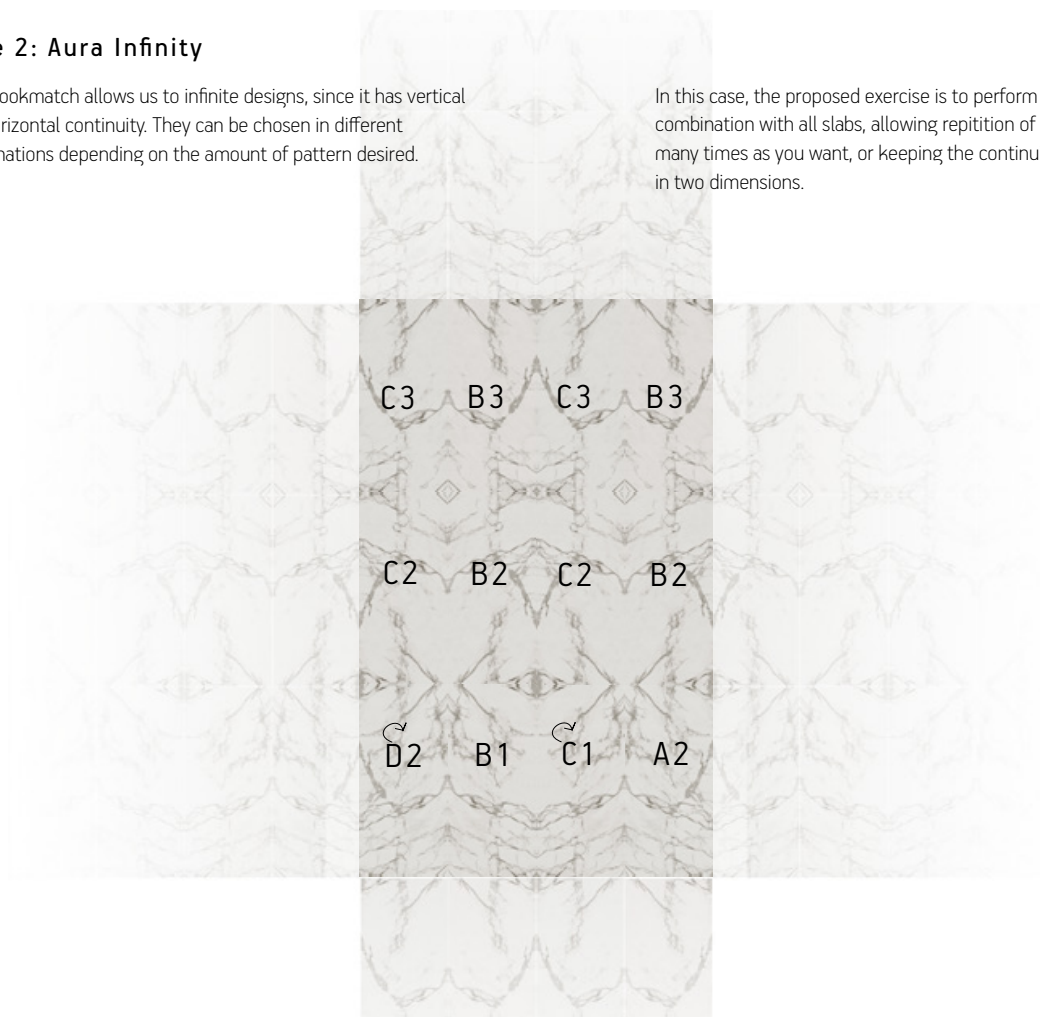 e 2: Aura Infinity
ookmatch allows us to infinite designs, since it has vertical
rizontal continuity. They can be chosen in different
nations depending on the amount of pattern desired.
In this case, the proposed exercise is to perform
combination with all slabs, allowing repitition of
many times as you want, or keeping the continu
in two dimensions.
C3 B3 C3 B3
C2 B2 C2 B2
D2 B1 C1 A2